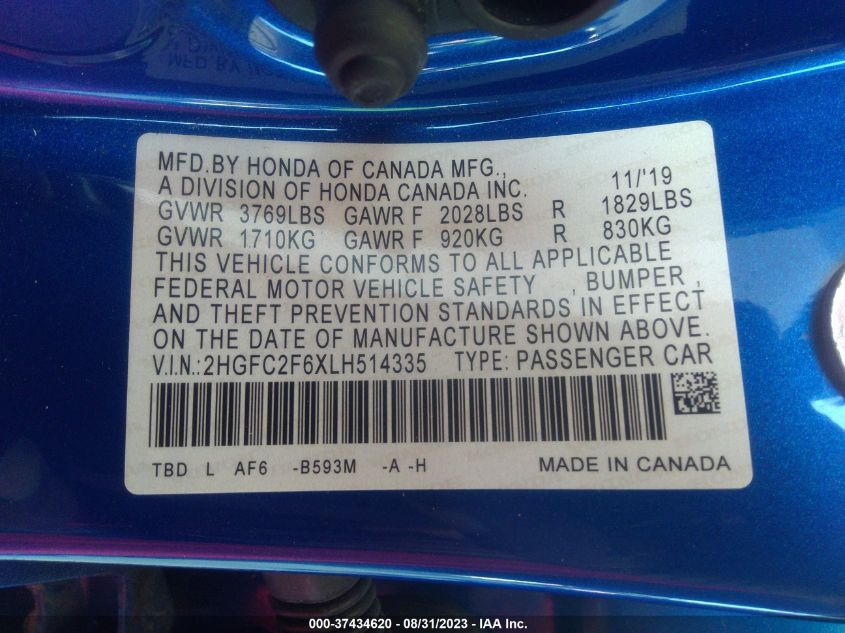 MFD.BY HONDA OF CANADA MFG.,
A DIVISION OF HONDA CANADA INC. 11/'19
GVWR 3769LBS GAWR F 2028LBS R 1829LBS
GVWR 1710KG GAWR F 920KG R 830KG
THIS VEHICLE CONFORMS TO ALL APPLICABLE
FEDERAL MOTOR VEHICLE SAFETY , BUMPER ,
AND THEFT PREVENTION STANDARDS IN EFFECT
ON THE DATE OF MANUFACTURE SHOWN ABOVE.
V.I.N.:2HGFC2F6XLH514335 TYPE: PASSENGER CAR
TBD L AF6 -B593M -A -H MADE IN CANADA
000-37434620 - 08/31/2023 - IAA Inc.